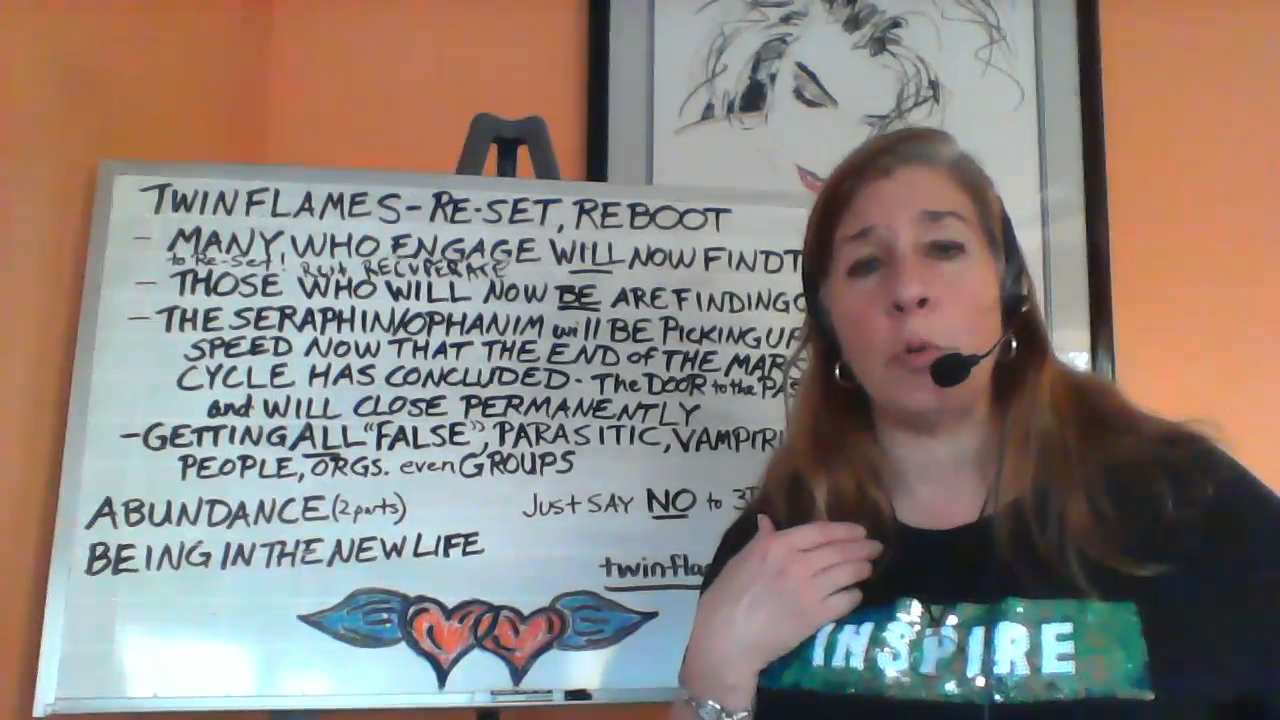 TWINFLAMES-RE-SET, REBOOT
- MANY WHO ENGAGE WILL NOW FIND
to Re-Set! RECUPERATE
- THOSE WHO WILL NOW BE ARE FINDING
- THE SERAPHIN/OPHANIM will BE PICKING UP
SPEED NOW THAT THE END of THE
CYCLE HAS CONCLUDED - The DOOR to the
and WILL CLOSE PERMANENTLY
- GETTING ALL "FALSE", PARASITIC,
PEOPLE, ORGS. even GROUPS
ABUNDANCE (2 parts)
Just SAY NO to
BEING IN THE NEW LIFE
INSPIRE